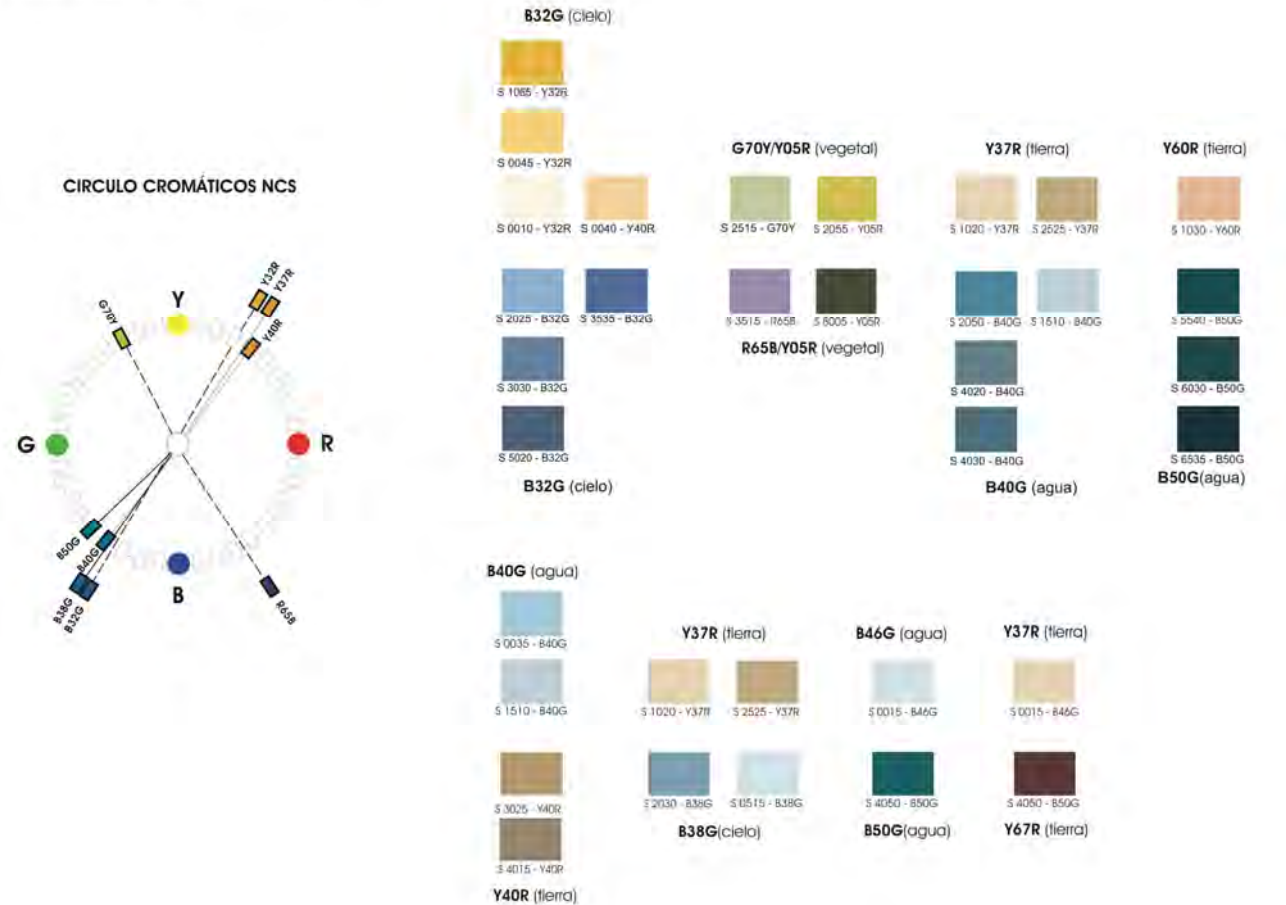 B32G (cielo)
S 1065 - Y32R
S 0045 - Y32R
S 0010 - Y32R
S 0040 - Y40R
S 2025 - B32G
S 3535 - B32G
S 3030 - B32G
S 5020 - B32G
B32G (cielo)
G70Y/Y05R (vegetal)
S 2515 - G70Y
S 2055 - Y05R
S 3515 - R65B
S 8005 - Y05R
R65B/Y05R (vegetal)
Y37R (tierra)
S 1020 - Y37R
S 2525 - Y37R
S 2050 - B40G
S 1510 - B40G
S 4020 - B40G
S 4030 - B40G
B40G (agua)
Y60R (tierra)
S 1030 - Y60R
S 5540 - B50G
S 6030 - B50G
S 6535 - B50G
B50G(agua)
CIRCULO CROMÁTICOS NCS
Y
Y32R
Y37R
Y40R
G70Y
G
R
B50G
B40G
B38G
B32G
B
R65B
B40G (agua)
S 0035 - B40G
S 1510 - B40G
S 3025 - Y40R
S 4015 - Y40R
Y40R (tierra)
Y37R (tierra)
S 1020 - Y37R
S 2525 - Y37R
S 2030 - B38G
S 0515 - B38G
B38G(cielo)
B46G (agua)
S 0015 - B46G
S 4050 - B50G
B50G(agua)
Y37R (tierra)
S 0015 - B46G
S 4050 - B50G
Y67R (tierra)